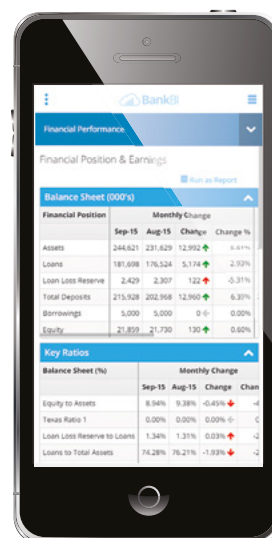 BankBI
Financial Performance
Financial Position & Earnings
Run as Report
Balance Sheet (000's)
Financial Position Monthly Change
Sep-15 Aug-15 Change Change %
Assets 244,621 231,629 12,992
Loans 181,698 176,524 5,174 2.93%
Loan Loss Reserve 2,429 2,307 122 -5.31%
Total Deposits 215,928 202,968 12,960 6.39%
Borrowings 5,000 5,000 0 0.00%
Equity 21,859 21,730 130 0.60%
Key Ratios
Balance Sheet (%) Monthly Change
Sep-15 Aug-15 Change Chan
Equity to Assets 8.94% 9.38% -0.45%
Texas Ratio 1 0.00% 0.00% 0.00%
Loan Loss Reserve to Loans 1.34% 1.31% 0.03%
Loans to Total Assets 74.28% 76.21% -1.93%